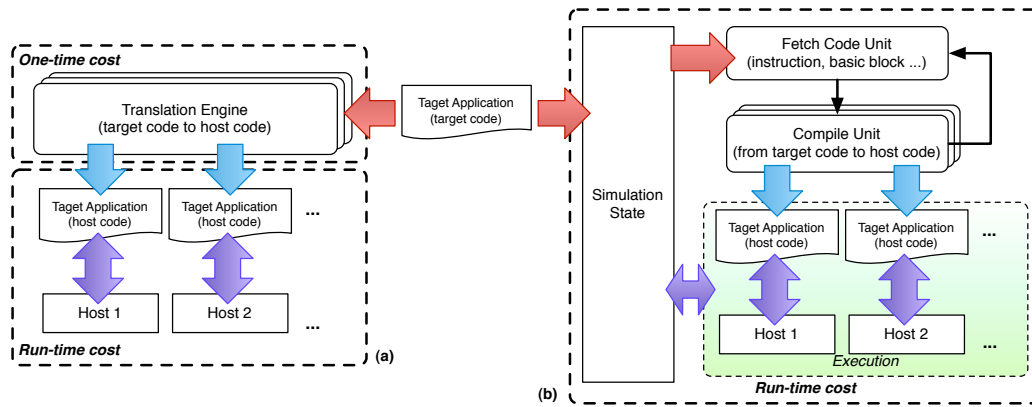 One-time cost
Translation Engine
(target code to host code)
Taget Application
(host code)
Taget Application
(host code)
...
Host 1
Host 2
...
Run-time cost
(a)
Taget Application
(target code)
Simulation
State
Fetch Code Unit
(instruction, basic block ...)
Compile Unit
(from target code to host code)
Taget Application
(host code)
Taget Application
(host code)
...
Host 1
Host 2
...
Execution
(b)
Run-time cost